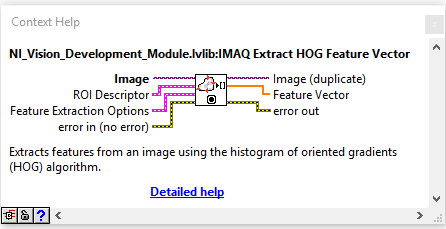 Context Help
NI_Vision_Development_Module.lvlib:IMAQ Extract HOG Feature Vector
Image Image (duplicate)
ROI Descriptor Feature Vector
Feature Extraction Options error out
error in (no error)
Extracts features from an image using the histogram of oriented gradients
(HOG) algorithm.
Detailed help
?